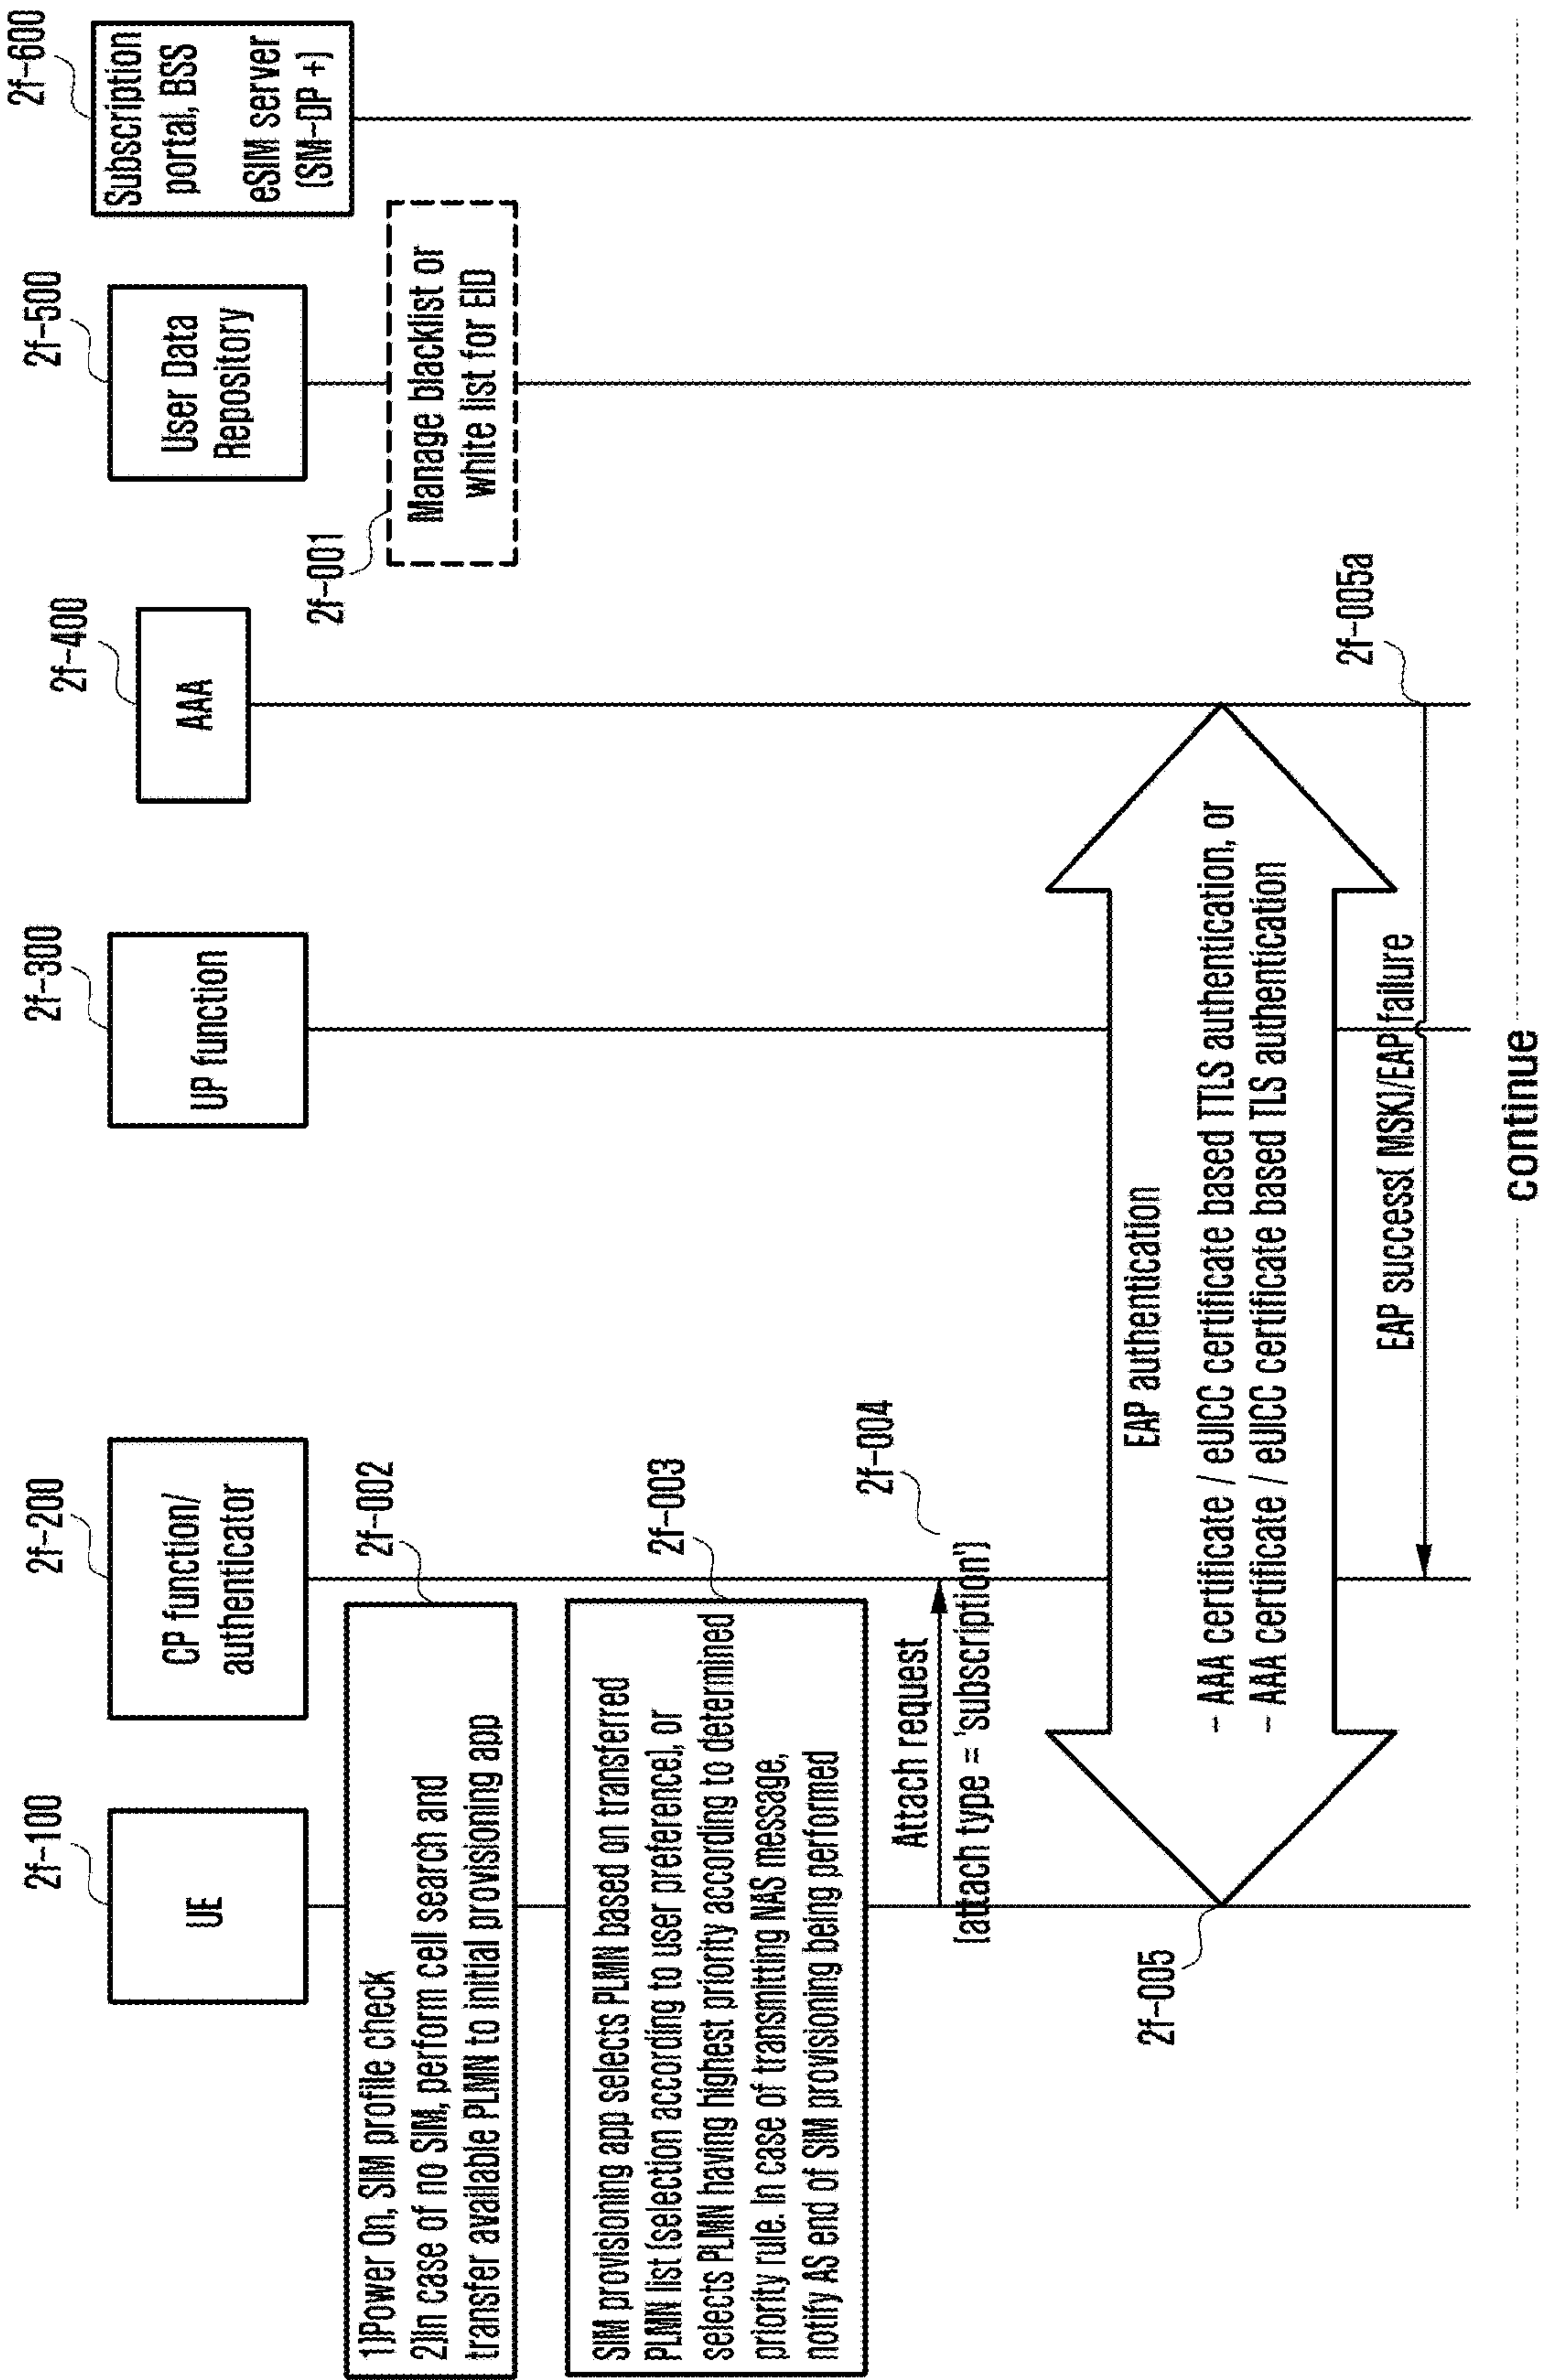 2f-100
UE
2f-200
CP function/
authenticator
2f-300
UP function
2f-400
AAA
2f-500
User Data
Repository
2f-600
Subscription
portal, BSS
eSIM server
(SM-DP +)
2f-001
Manage blacklist or
white list for EID
2f-002
1)Power On, SIM profile check
2)In case of no SIM, perform cell search and
transfer available PLMN to initial provisioning app
2f-003
SIM provisioning app selects PLMN based on transferred
PLMN list (selection according to user preference), or
selects PLMN having highest priority according to determined
priority rule. In case of transmitting NAS message,
notify AS end of SIM provisioning being performed
2f-004
Attach request
(attach type = 'subscription')
2f-005
EAP authentication
- AAA certificate / eUICC certificate based TTLS authentication, or
- AAA certificate / eUICC certificate based TLS authentication
2f-005a
EAP success( MSK)/EAP failure
continue